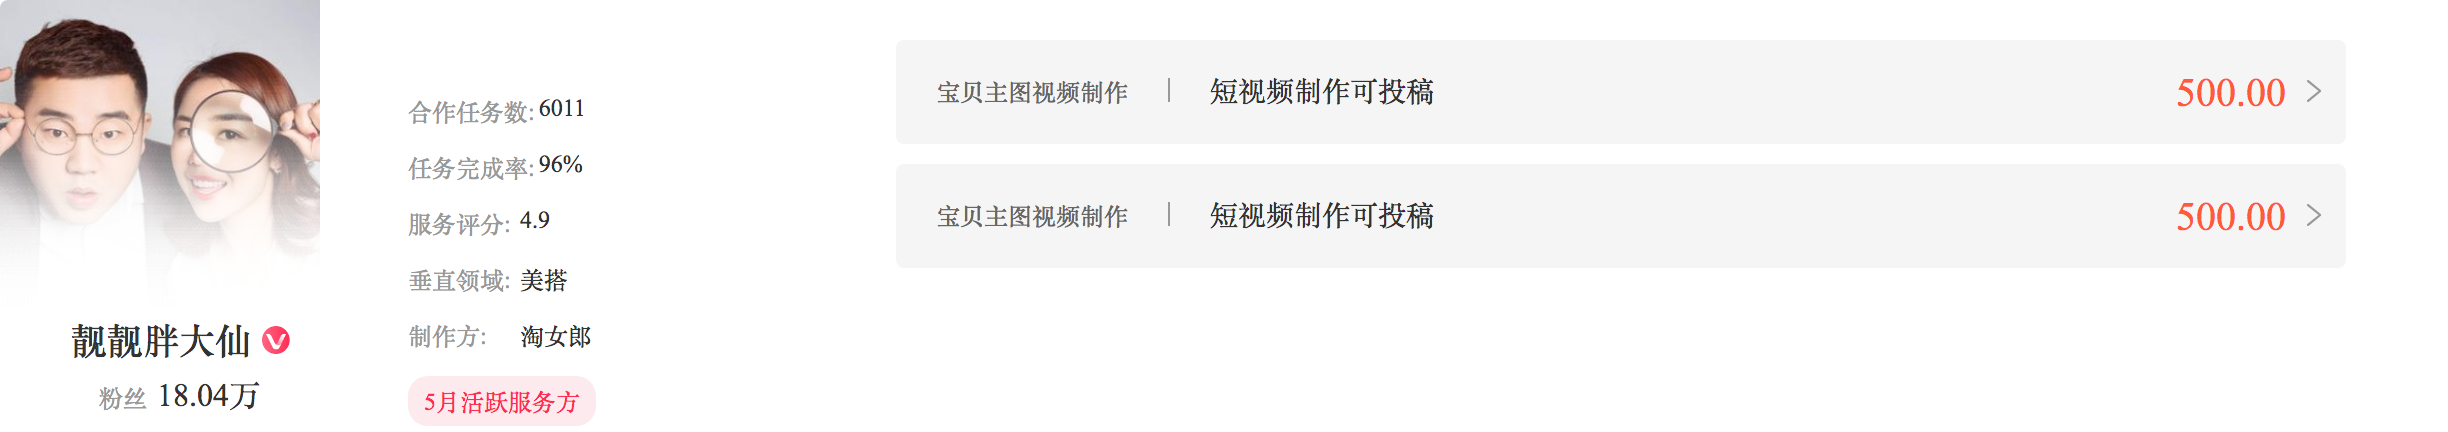 靓靓胖大仙
粉丝 18.04万
合作任务数: 6011
任务完成率: 96%
服务评分: 4.9
垂直领域: 美搭
制作方: 淘女郎
5月活跃服务方
宝贝主图视频制作 | 短视频制作可投稿 500.00 >
宝贝主图视频制作 | 短视频制作可投稿 500.00 >